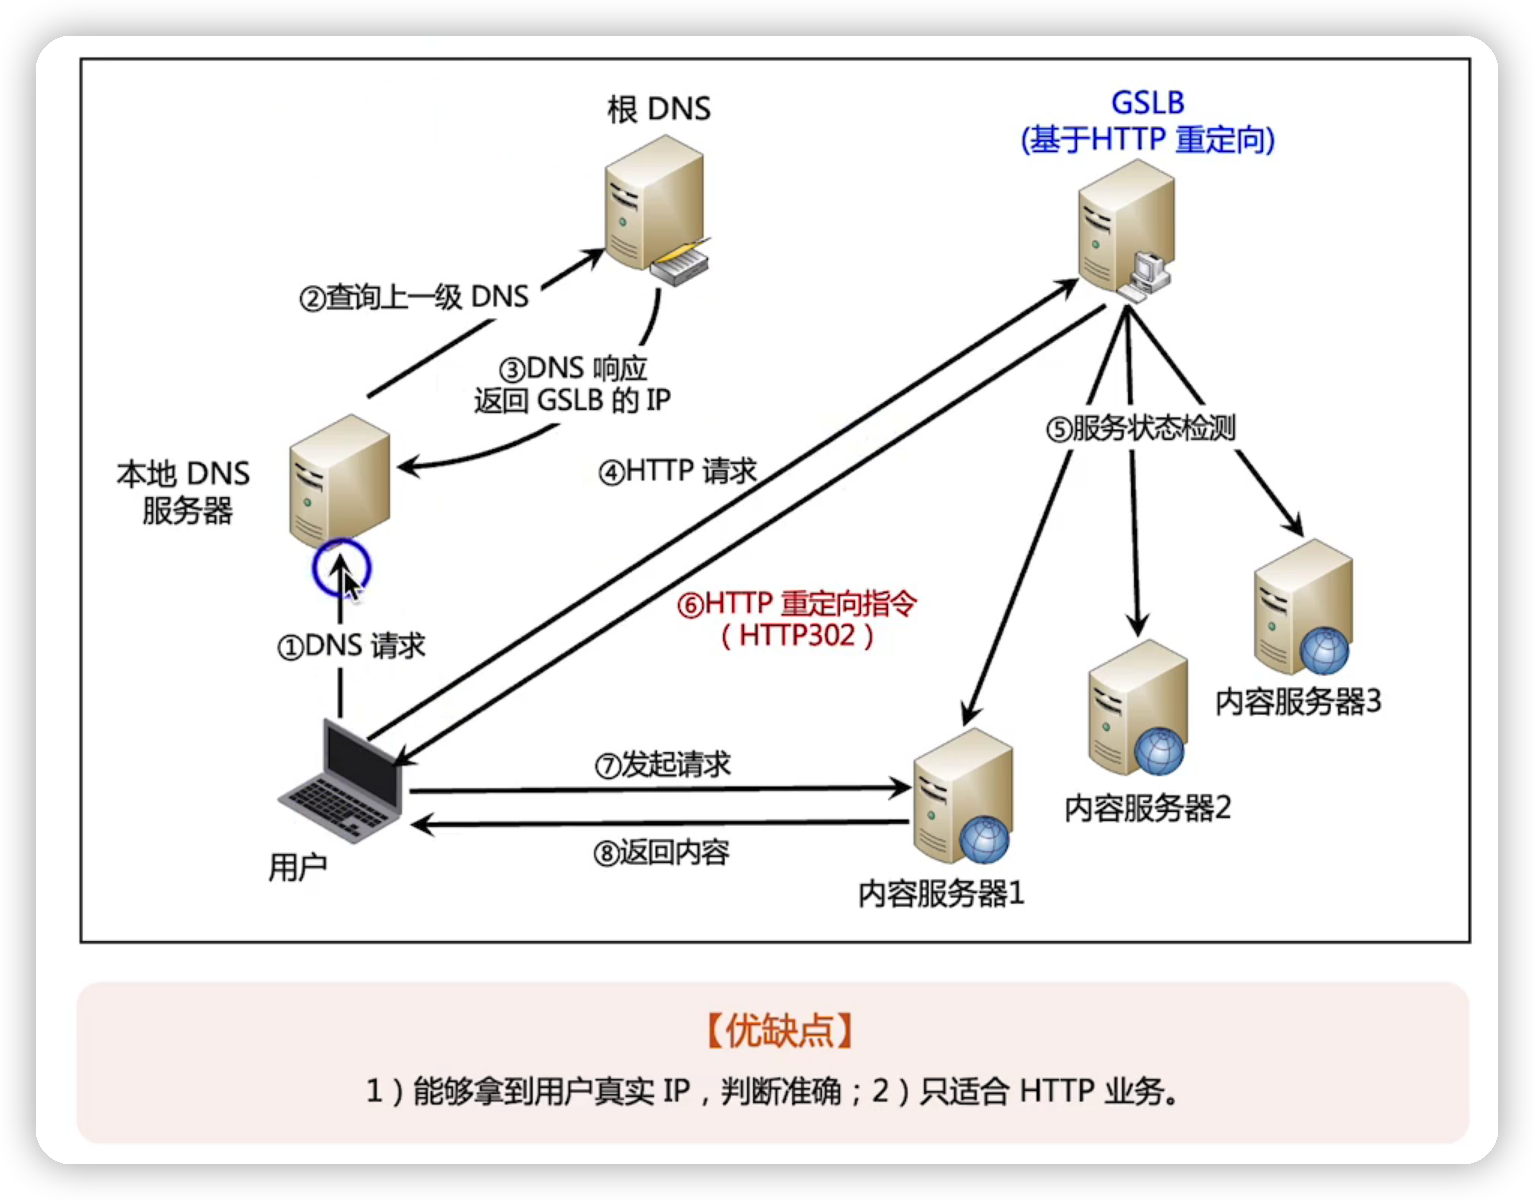 根 DNS
GSLB
(基于HTTP 重定向)
②查询上一级 DNS
③DNS 响应
返回 GSLB 的 IP
⑤服务状态检测
④HTTP 请求
本地 DNS
服务器
⑥HTTP 重定向指令
（HTTP302）
①DNS 请求
内容服务器3
⑦发起请求
内容服务器2
⑧返回内容
用户
内容服务器1
【优缺点】
1）能够拿到用户真实 IP，判断准确；2）只适合 HTTP 业务。